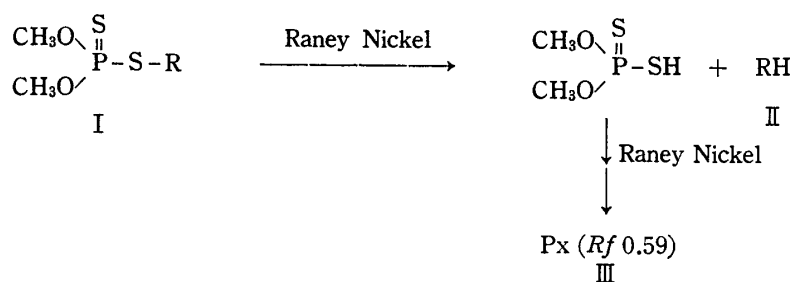 CH₃O S
P-S-R
CH₃O
I
Raney Nickel
CH₃O S
P-SH + RH
CH₃O
II
Raney Nickel
Px (Rf 0.59)
III